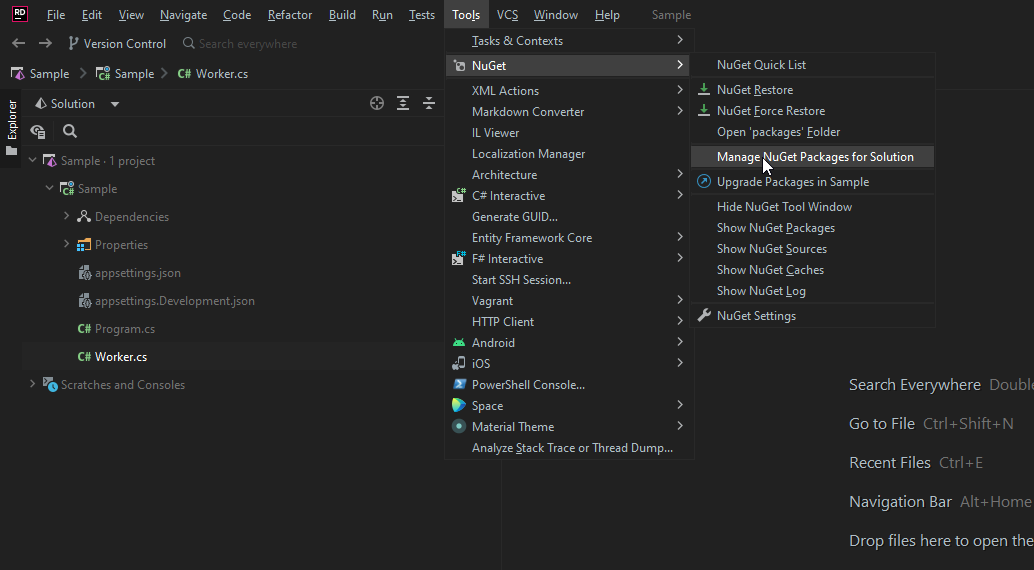 RD File Edit View Navigate Code Refactor Build Run Tests Tools VCS Window Help Sample
Version Control Search everywhere
Sample Sample C# Worker.cs
Explorer
Solution
Sample · 1 project
C# Sample
Dependencies
Properties
appsettings.json
appsettings.Development.json
C# Program.cs
C# Worker.cs
Scratches and Consoles
Tasks & Contexts
NuGet
XML Actions
Markdown Converter
IL Viewer
Localization Manager
Architecture
C# C# Interactive
Generate GUID...
Entity Framework Core
F# F# Interactive
Start SSH Session...
Vagrant
HTTP Client
Android
iOS
PowerShell Console...
Space
Material Theme
Analyze Stack Trace or Thread Dump...
NuGet Quick List
NuGet Restore
NuGet Force Restore
Open 'packages' Folder
Manage NuGet Packages for Solution
Upgrade Packages in Sample
Hide NuGet Tool Window
Show NuGet Packages
Show NuGet Sources
Show NuGet Caches
Show NuGet Log
NuGet Settings
Search Everywhere Double
Go to File Ctrl+Shift+N
Recent Files Ctrl+E
Navigation Bar Alt+Home
Drop files here to open the